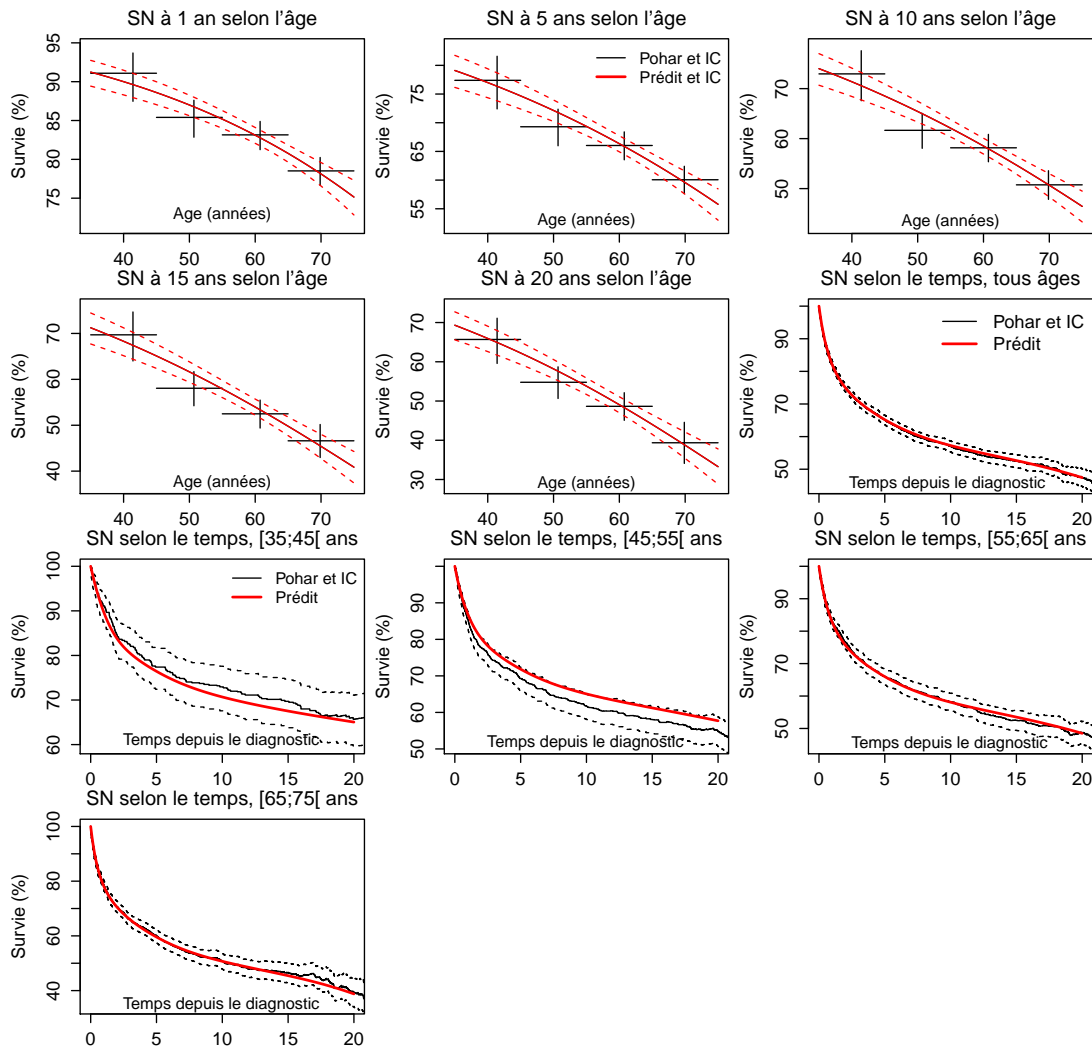 SN à 1 an selon l'âge
SN à 5 ans selon l'âge
SN à 10 ans selon l'âge
Survie (%)
95
90
85
80
75
Age (années)
40
50
60
70
Survie (%)
75
65
55
Pohar et IC
Prédit et IC
Age (années)
40
50
60
70
Survie (%)
70
60
50
Age (années)
40
50
60
70
SN à 15 ans selon l'âge
SN à 20 ans selon l'âge
SN selon le temps, tous âges
Survie (%)
70
60
50
40
Age (années)
40
50
60
70
Survie (%)
70
60
50
40
30
Age (années)
40
50
60
70
Survie (%)
90
70
50
Pohar et IC
Prédit
Temps depuis le diagnostic
0
5
10
15
20
SN selon le temps, [35;45[ ans
SN selon le temps, [45;55[ ans
SN selon le temps, [55;65[ ans
Survie (%)
100
90
80
70
60
Pohar et IC
Prédit
Temps depuis le diagnostic
0
5
10
15
20
Survie (%)
90
80
70
60
50
Temps depuis le diagnostic
0
5
10
15
20
Survie (%)
90
70
50
Temps depuis le diagnostic
0
5
10
15
20
SN selon le temps, [65;75[ ans
Survie (%)
100
80
60
40
Temps depuis le diagnostic
0
5
10
15
20